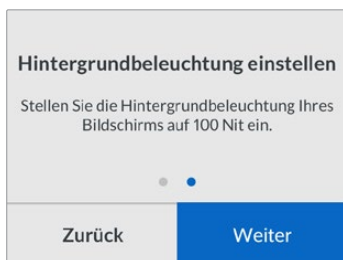 Hintergrundbeleuchtung einstellen
Stellen Sie die Hintergrundbeleuchtung Ihres
Bildschirms auf 100 Nit ein.
Zurück Weiter